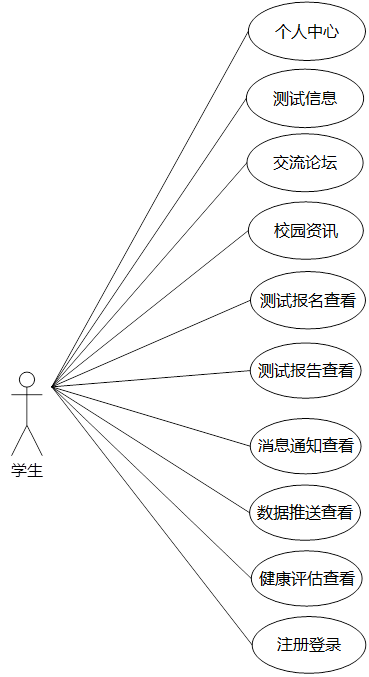 个人中心
测试信息
交流论坛
校园资讯
测试报名查看
测试报告查看
消息通知查看
学生
数据推送查看
健康评估查看
注册登录